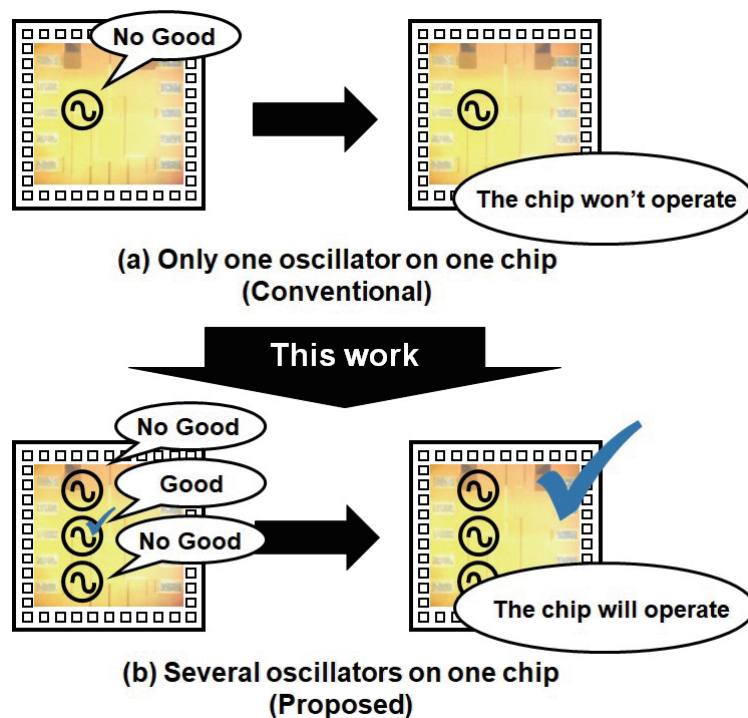 No Good
The chip won't operate
(a) Only one oscillator on one chip
(Conventional)
This work
No Good
Good
No Good
The chip will operate
(b) Several oscillators on one chip
(Proposed)